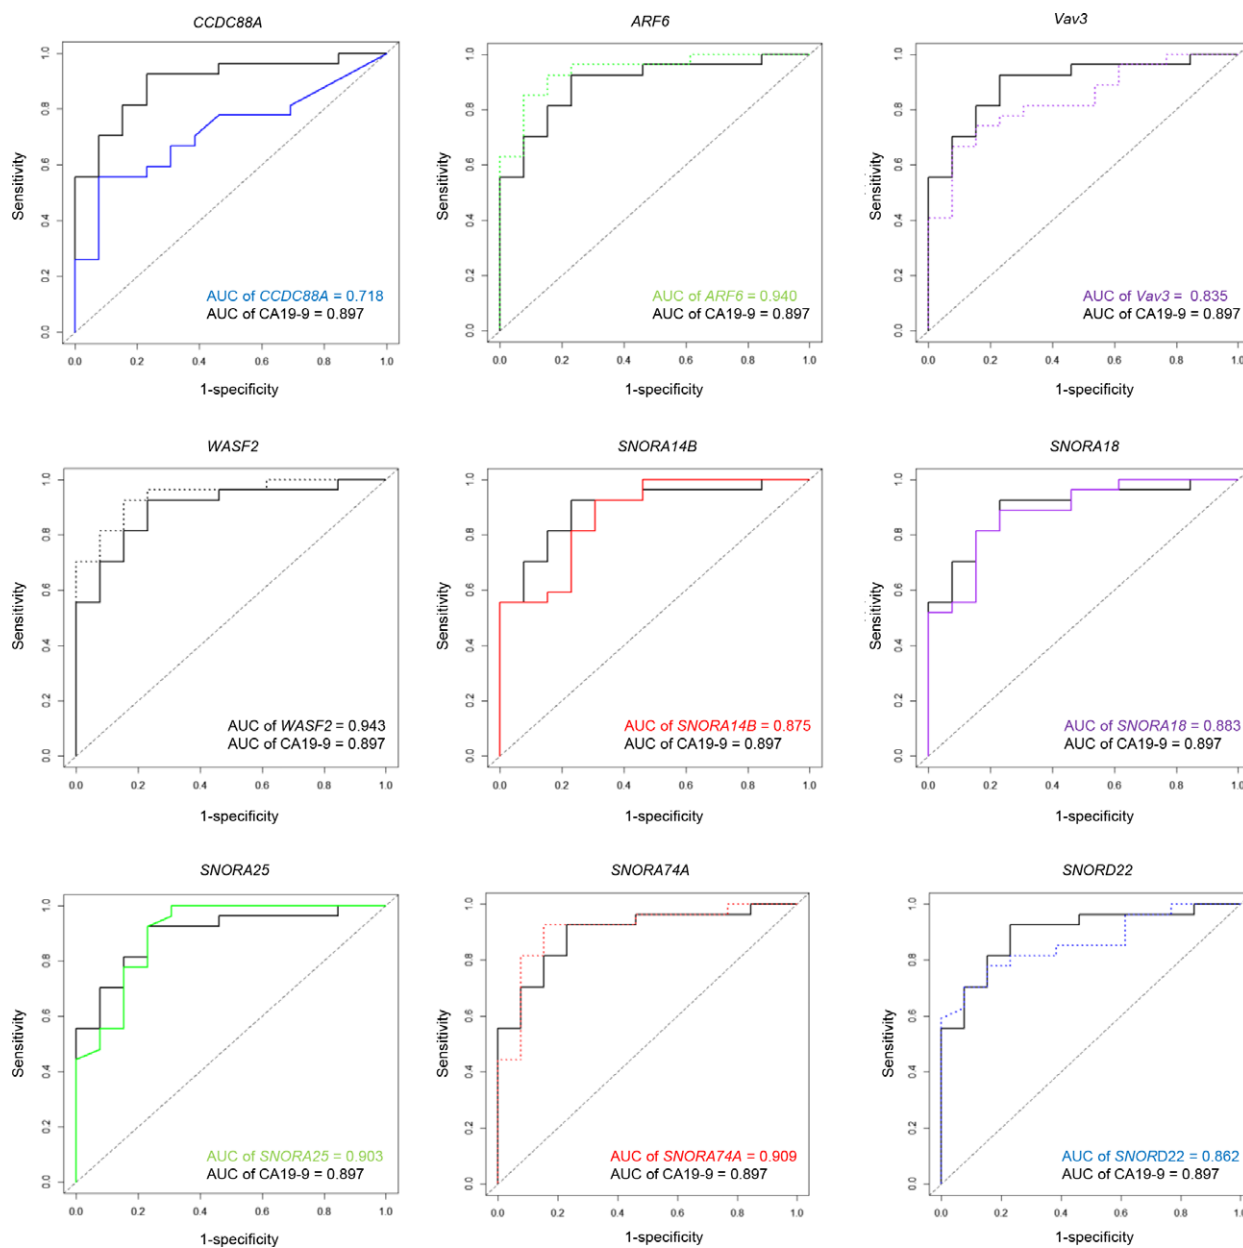 CCDC88A
Sensitivity
0.0 0.2 0.4 0.6 0.8 1.0
AUC of CCDC88A = 0.718
AUC of CA19-9 = 0.897
0.0 0.2 0.4 0.6 0.8 1.0
1-specificity
ARF6
Sensitivity
0.0 0.2 0.4 0.6 0.8 1.0
AUC of ARF6 = 0.940
AUC of CA19-9 = 0.897
0.0 0.2 0.4 0.6 0.8 1.0
1-specificity
Vav3
Sensitivity
0.0 0.2 0.4 0.6 0.8 1.0
AUC of Vav3 = 0.835
AUC of CA19-9 = 0.897
0.0 0.2 0.4 0.6 0.8 1.0
1-specificity
WASF2
Sensitivity
0.0 0.2 0.4 0.6 0.8 1.0
AUC of WASF2 = 0.943
AUC of CA19-9 = 0.897
0.0 0.2 0.4 0.6 0.8 1.0
1-specificity
SNORA14B
Sensitivity
0.0 0.2 0.4 0.6 0.8 1.0
AUC of SNORA14B = 0.875
AUC of CA19-9 = 0.897
0.0 0.2 0.4 0.6 0.8 1.0
1-specificity
SNORA18
Sensitivity
0.0 0.2 0.4 0.6 0.8 1.0
AUC of SNORA18 = 0.883
AUC of CA19-9 = 0.897
0.0 0.2 0.4 0.6 0.8 1.0
1-specificity
SNORA25
Sensitivity
0.0 0.2 0.4 0.6 0.8 1.0
AUC of SNORA25 = 0.903
AUC of CA19-9 = 0.897
0.0 0.2 0.4 0.6 0.8 1.0
1-specificity
SNORA74A
Sensitivity
0.0 0.2 0.4 0.6 0.8 1.0
AUC of SNORA74A = 0.909
AUC of CA19-9 = 0.897
0.0 0.2 0.4 0.6 0.8 1.0
1-specificity
SNORD22
Sensitivity
0.0 0.2 0.4 0.6 0.8 1.0
AUC of SNORD22 = 0.862
AUC of CA19-9 = 0.897
0.0 0.2 0.4 0.6 0.8 1.0
1-specificity